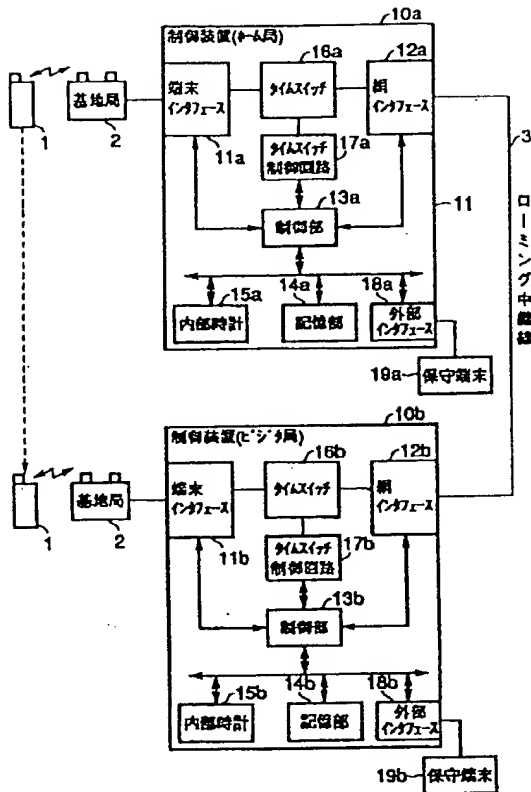 10a
制御装置(ホーム局)
16a
12a
端末
インタフェース
タイムスイッチ
網
インタフェース
基地局
1
2
11a
タイムスイッチ
制御回路
17a
3
13a
制御部
11
ローミング中継線
15a
14a
18a
内部時計
記憶部
外部
インタフェース
19a
保守端末
10b
制御装置(ビジタ局)
16b
12b
端末
インタフェース
タイムスイッチ
網
インタフェース
基地局
1
2
11b
タイムスイッチ
制御回路
17b
13b
制御部
15b
14b
18b
内部時計
記憶部
外部
インタフェース
19b
保守端末